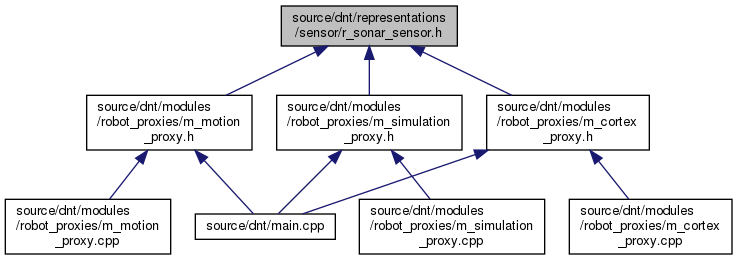 source/dnt/representations
/sensor/r_sonar_sensor.h
source/dnt/modules
/robot_proxies/m_motion
_proxy.h
source/dnt/modules
/robot_proxies/m_simulation
_proxy.h
source/dnt/modules
/robot_proxies/m_cortex
_proxy.h
source/dnt/modules
/robot_proxies/m_motion
_proxy.cpp
source/dnt/main.cpp
source/dnt/modules
/robot_proxies/m_simulation
_proxy.cpp
source/dnt/modules
/robot_proxies/m_cortex
_proxy.cpp